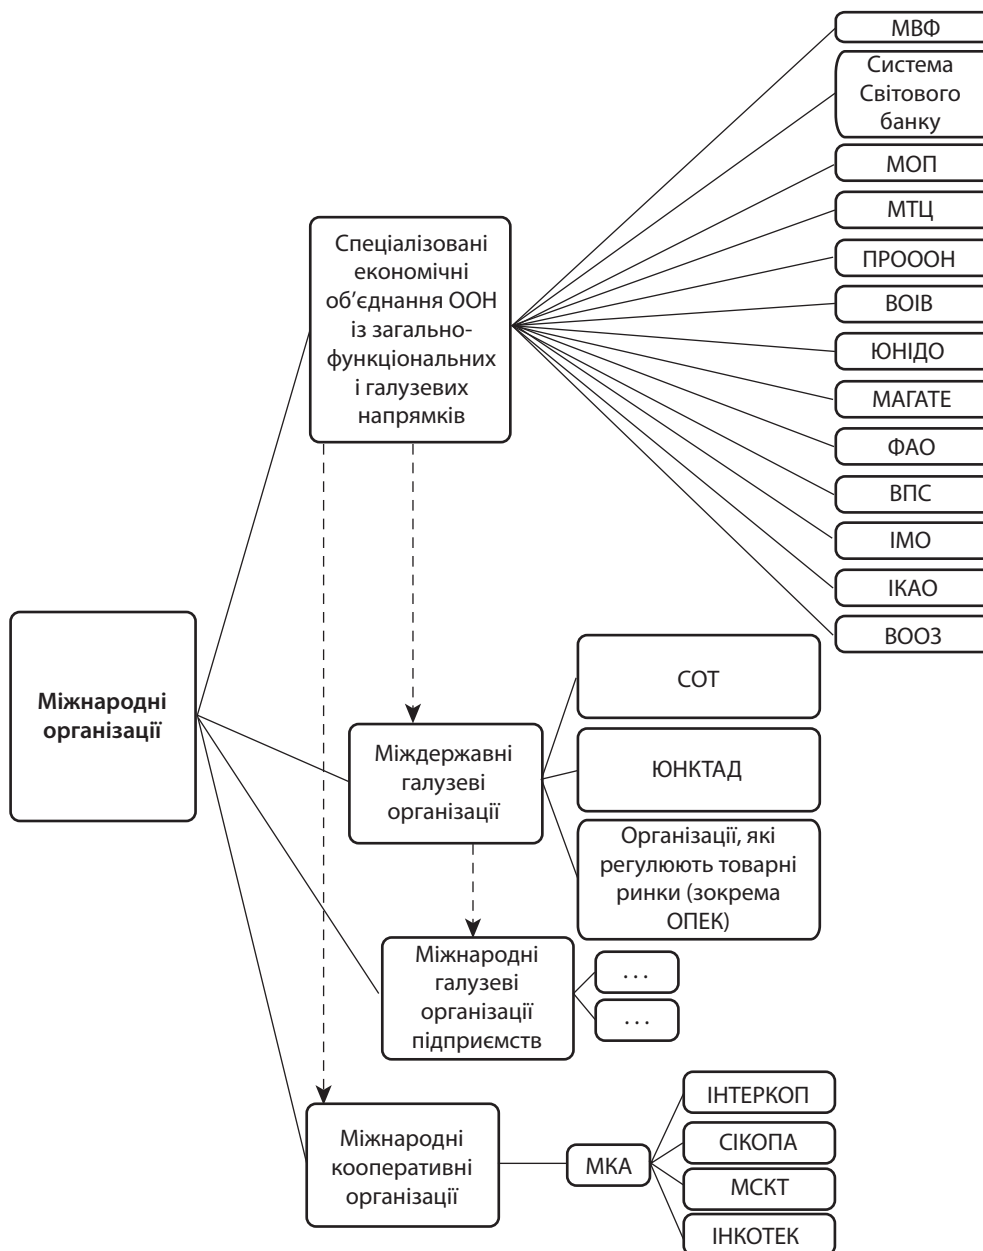 МВФ
Система
Світового
банку
МОП
МТЦ
ПРОООН
ВОІВ
ЮНІДО
МАГАТЕ
ФАО
ВПС
ІМО
ІКАО
ВООЗ
Спеціалізовані
економічні
об’єднання ООН
із загально-
функціональних
і галузевих
напрямків
Міжнародні
організації
Міждержавні
галузеві
організації
СОТ
ЮНКТАД
Організації, які
регулюють товарні
ринки (зокрема
ОПЕК)
Міжнародні
галузеві
організації
підприємств
...
...
Міжнародні
кооперативні
організації
МКА
ІНТЕРКОП
СІКОПА
МСКТ
ІНКОТЕК